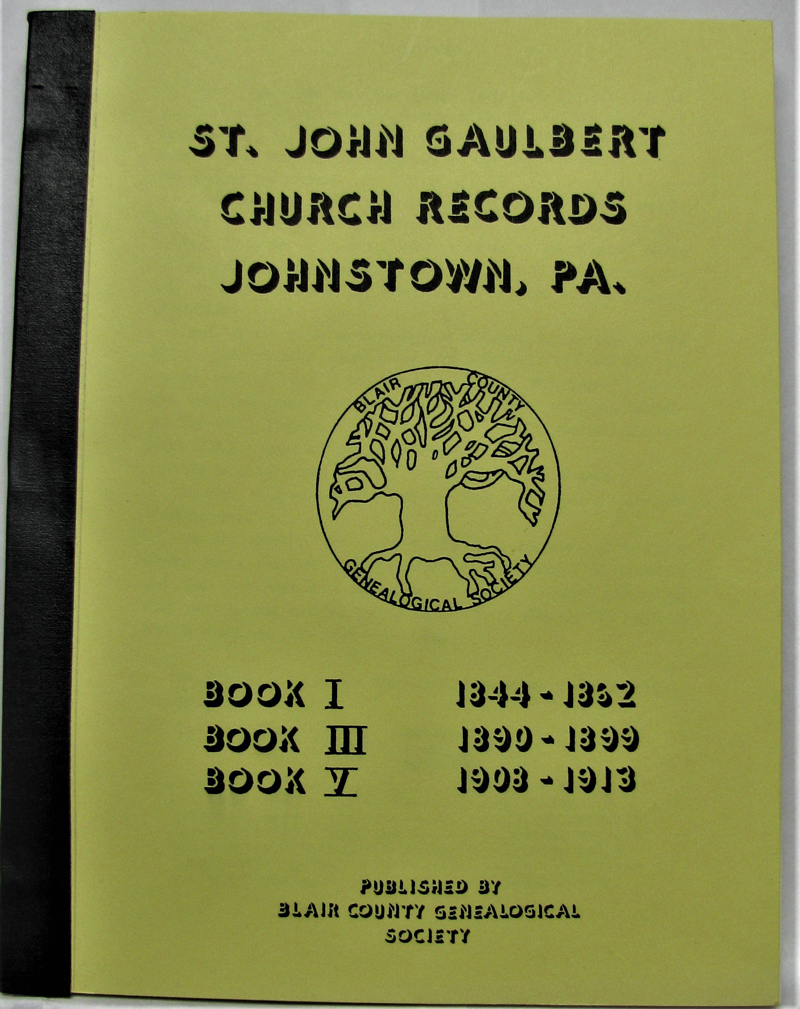 ST. JOHN GAULBERT
CHURCH RECORDS
JOHNSTOWN, PA.
BLAIR COUNTY
GENEALOGICAL SOCIETY
BOOK I 1844 - 1862
BOOK III 1890 - 1899
BOOK V 1908 - 1913
PUBLISHED BY
BLAIR COUNTY GENEALOGICAL
SOCIETY